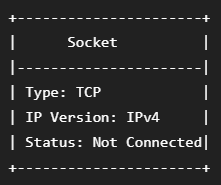 +----------------------+
|      Socket          |
|----------------------|
| Type: TCP            |
| IP Version: IPv4     |
| Status: Not Connected|
+----------------------+